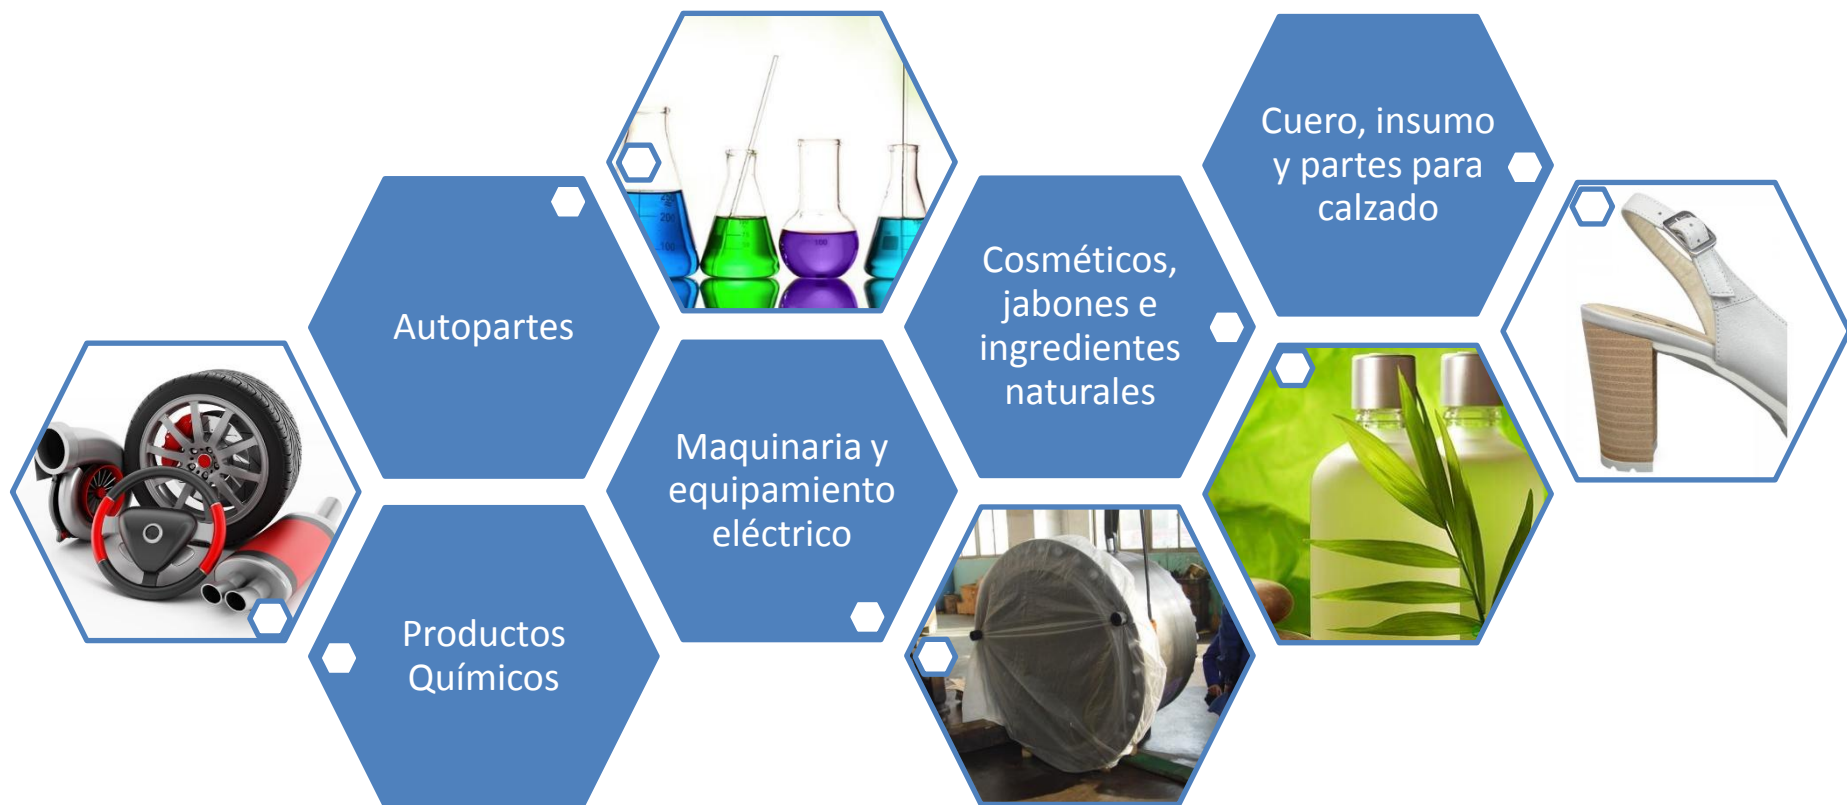 Autopartes
Productos
Químicos
Maquinaria y
equipamiento
eléctrico
Cosméticos,
jabones e
ingredientes
naturales
Cuero, insumo
y partes para
calzado